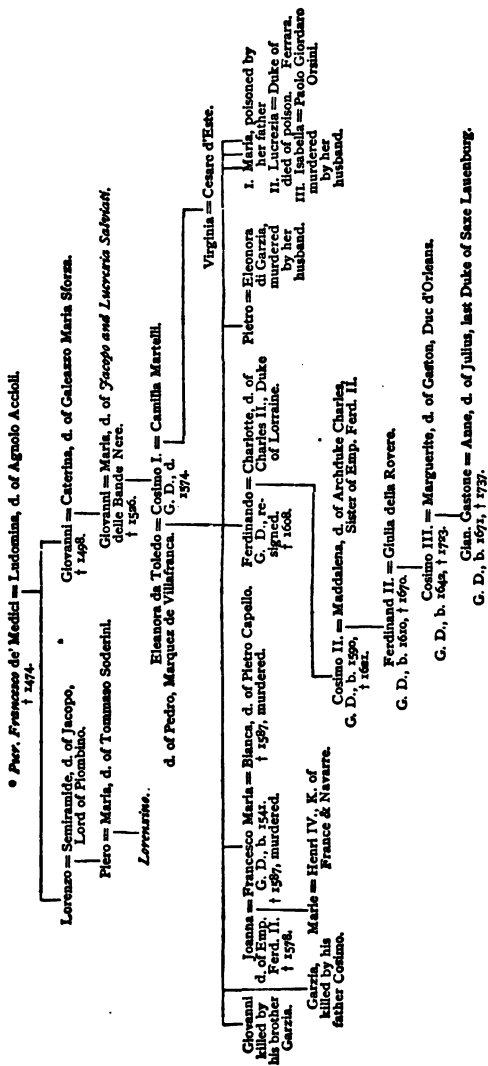 • Purr. Francesco de' Medici = Ludomina, d. of Agnolo Accioli.
† 1474.
Lorenzo = Semiramide, d. of Jacopo,
Lord of Piombino.
Giovanni = Caterina, d. of Galeazzo Maria Sforza.
† 1498.
Piero = Maria, d. of Tommaso Soderini.
Giovanni = Maria, d. of Jacopo and Lucreria Salviati.
delle Bande Nere.
† 1526.
Lorenzino.
Eleanora da Toledo = Cosimo I. = Camilla Martelli.
d. of Pedro, Marquez de Villafranca.
G. D., d.
1574.
Virginia = Cesare d'Este.
Giovanni
killed by
his brother
Garzia.
Garzia,
killed by his
father Cosimo.
Joanna = Francesco Maria = Bianca, d. of Pietro Capello.
d. of Emp.
Ferd. II.
† 1578.
G. D., b. 1541.
† 1587, murdered.
† 1587, murdered.
Marie = Henri IV., K. of
France & Navarre.
Ferdinando = Charlotte, d. of
G. D., re-
signed.
† 1608.
Charles II., Duke
of Lorraine.
Pietro = Eleonora
di Garzia,
murdered
by her
husband.
I. Maria, poisoned by
her father
II. Lucrezia = Duke of
died of poison. Ferrara.
III. Isabella = Paolo Giordaro
murdered Orsini.
by her
husband.
Cosimo II. = Maddalena, d. of Archduke Charles,
G. D., b. 1590,
† 1621.
Sister of Emp. Ferd. II.
Ferdinand II. = Giulia della Rovere.
G. D., b. 1610, † 1670.
Cosimo III. = Marguerite, d. of Gaston, Duc d'Orleans.
G. D., b. 1642, † 1723.
Gian. Gastone = Anne, d. of Julius, last Duke of Saxe Lauenburg.
G. D., b. 1671, † 1737.